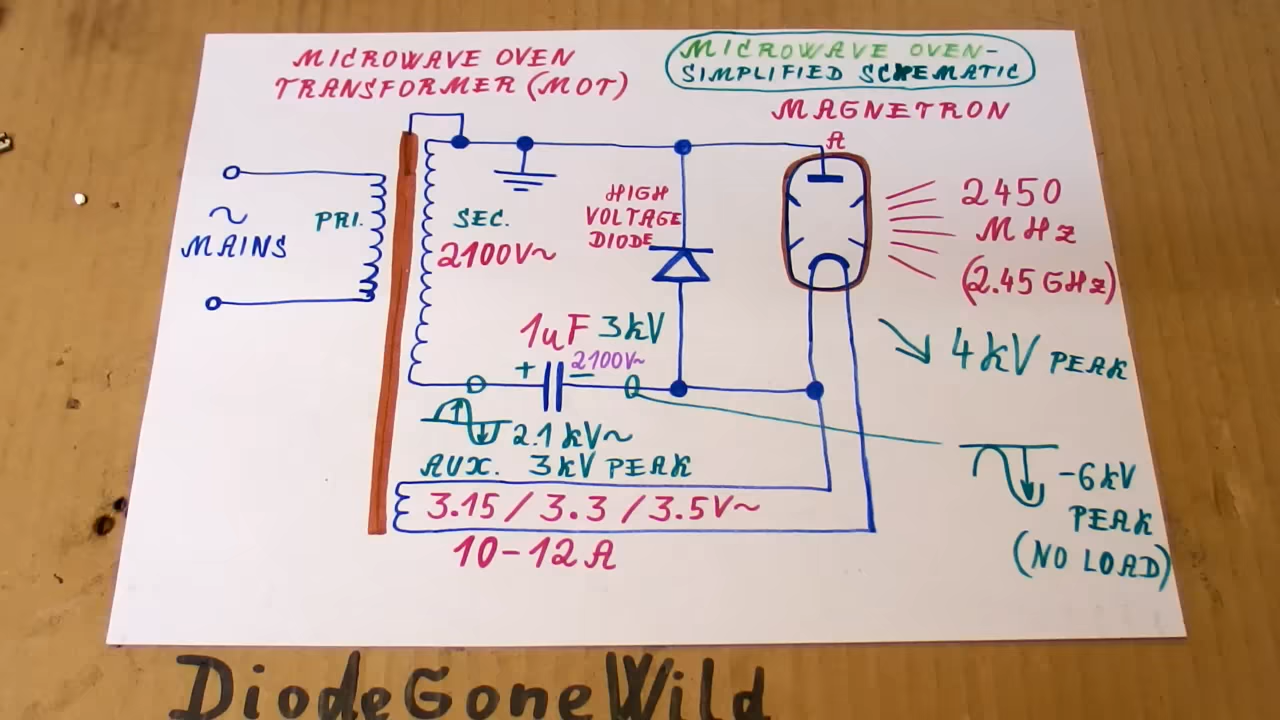 MICROWAVE OVEN
TRANSFORMER (MOT)
MICROWAVE OVEN-
SIMPLIFIED SCHEMATIC
MAGNETRON
A
~
MAINS
PRI.
SEC.
2100V~
HIGH
VOLTAGE
DIODE
2450
MHz
(2.45 GHz)
1uF 3kV
2100V~
+ −
4kV PEAK
2.1 kV~
AUX. 3kV PEAK
3.15 / 3.3 / 3.5V~
10-12A
-6kV
PEAK
(NO LOAD)
DiodeGoneWild